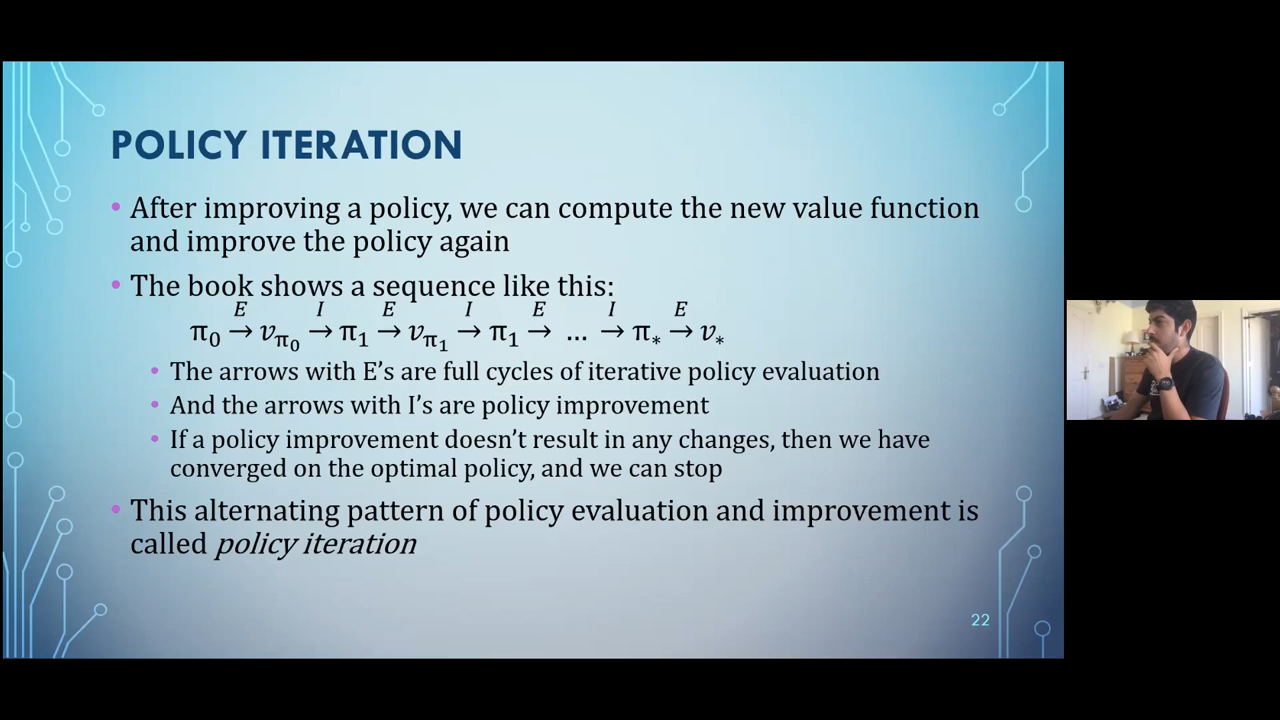 POLICY ITERATION
• After improving a policy, we can compute the new value function
and improve the policy again
• The book shows a sequence like this:
π₀ →ᴱ v_π₀ →ᴵ π₁ →ᴱ v_π₁ →ᴵ π₁ →ᴱ … →ᴵ π_* →ᴱ v_*
• The arrows with E’s are full cycles of iterative policy evaluation
• And the arrows with I’s are policy improvement
• If a policy improvement doesn’t result in any changes, then we have
converged on the optimal policy, and we can stop
• This alternating pattern of policy evaluation and improvement is
called policy iteration
22